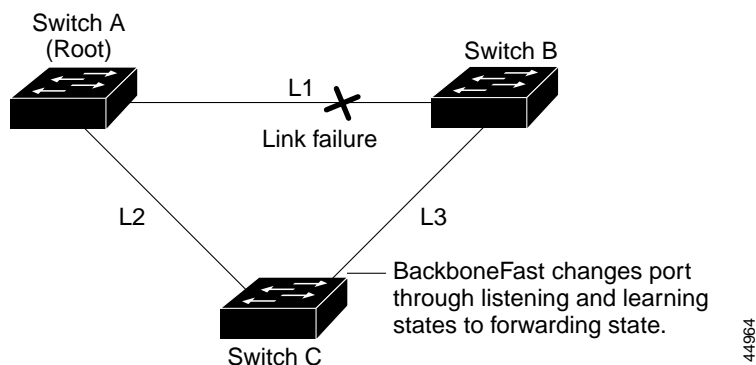 Switch A
(Root)
Switch B
L1
Link failure
L2
L3
BackboneFast changes port
through listening and learning
states to forwarding state.
Switch C
44964